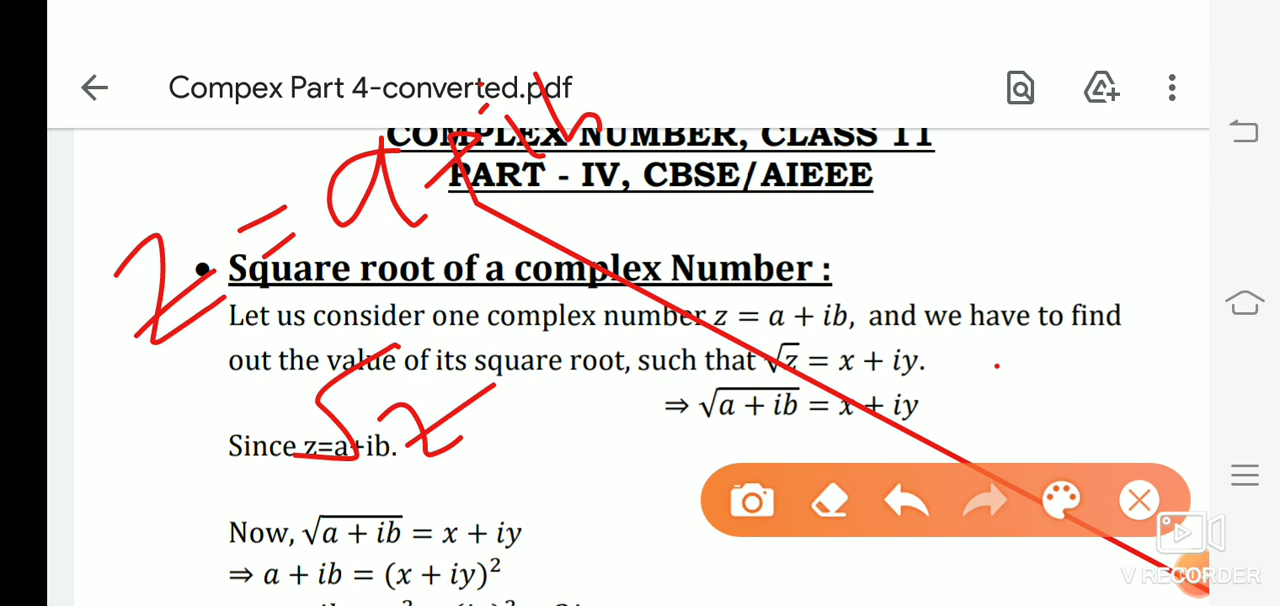 Compex Part 4-converted.pdf
COMPLEX NUMBER, CLASS 11
PART - IV, CBSE/AIEEE
z = a + ib
• Square root of a complex Number :
Let us consider one complex number z = a + ib, and we have to find
out the value of its square root, such that √z = x + iy.
⇒ √a + ib = x + iy
√z
Since z=a+ib.
Now, √a + ib = x + iy
⇒ a + ib = (x + iy)²
V RECORDER